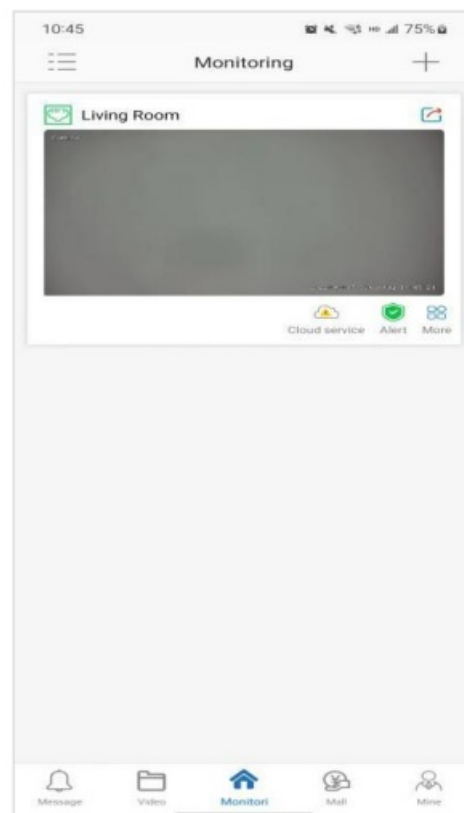 10:45 75%
Monitoring
Living Room
Cloud service Alert More
Message Video Monitori Mall Mine